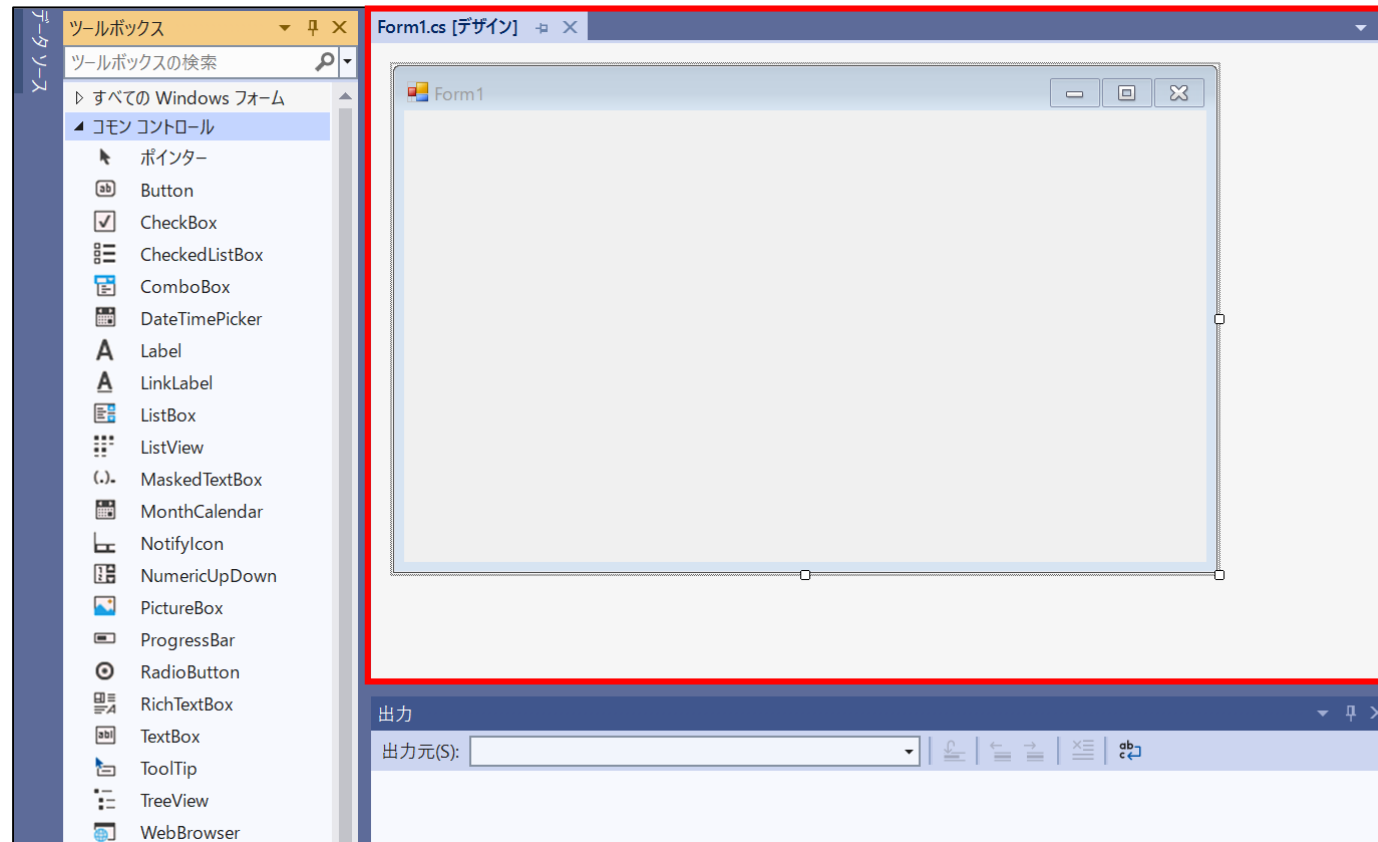 データ ソース
ツールボックス
ツールボックスの検索
すべての Windows フォーム
コモン コントロール
ポインター
Button
CheckBox
CheckedListBox
ComboBox
DateTimePicker
Label
LinkLabel
ListBox
ListView
MaskedTextBox
MonthCalendar
NotifyIcon
NumericUpDown
PictureBox
ProgressBar
RadioButton
RichTextBox
TextBox
ToolTip
TreeView
WebBrowser
Form1.cs [デザイン]
Form1
出力
出力元(S):